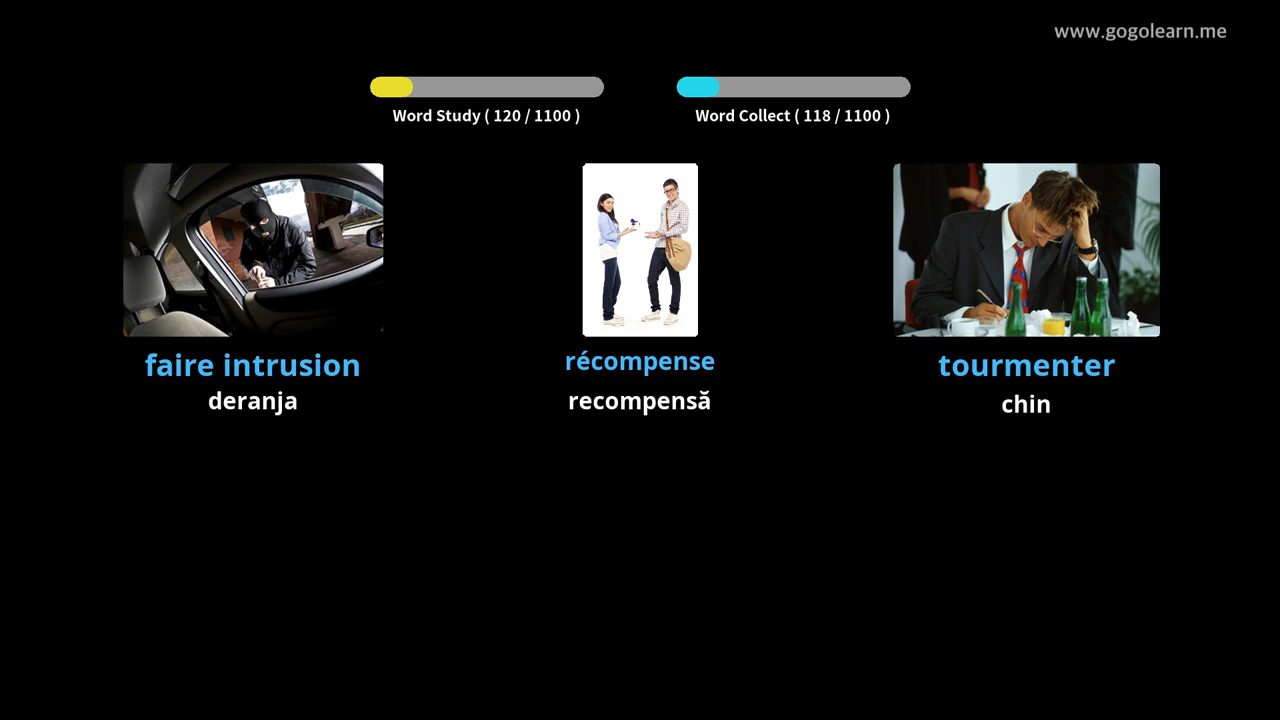 www.gogolearn.me
Word Study ( 120 / 1100 )
Word Collect ( 118 / 1100 )
faire intrusion
deranja
récompense
recompensă
tourmenter
chin